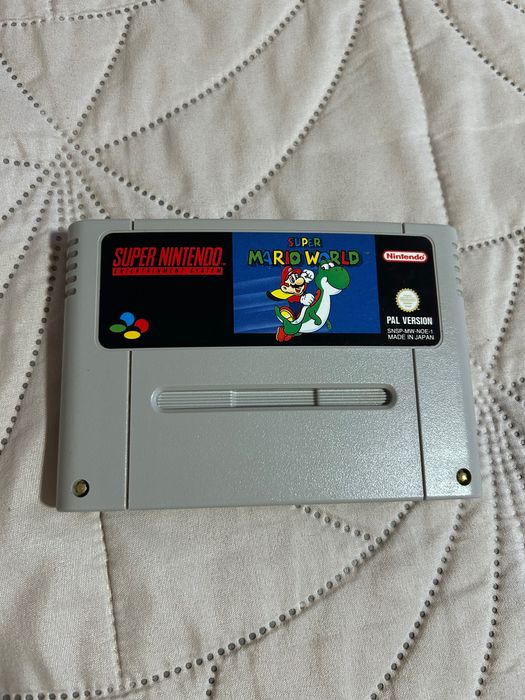 SUPER NINTENDO
ENTERTAINMENT SYSTEM
SUPER
MARIO WORLD
Nintendo
PAL VERSION
SNSP-MW-NOE-1
MADE IN JAPAN